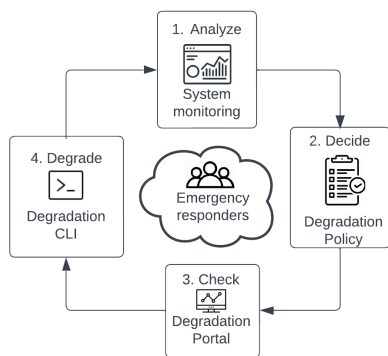 1. Analyze
System
monitoring
2. Decide
Degradation
Policy
3. Check
Degradation
Portal
4. Degrade
>_
Degradation
CLI
Emergency
responders